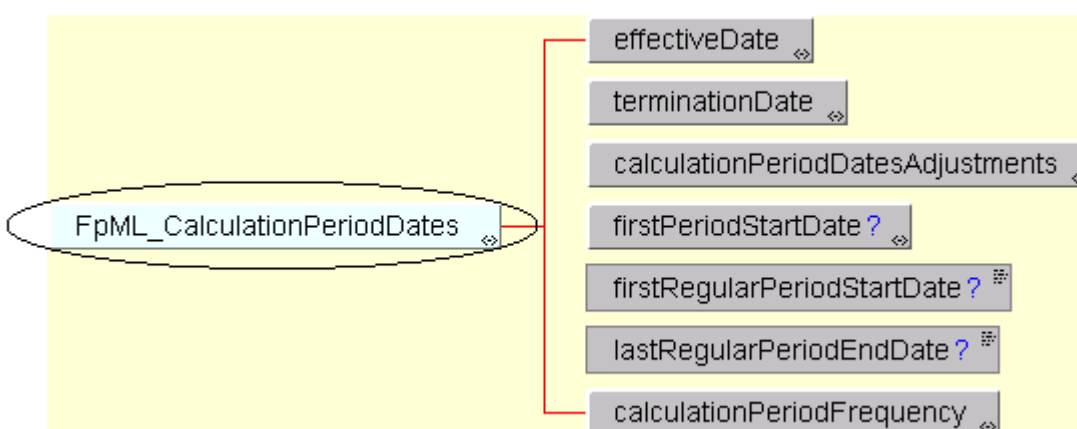 effectiveDate
terminationDate
calculationPeriodDatesAdjustments
FpML_CalculationPeriodDates
firstPeriodStartDate?
firstRegularPeriodStartDate?
lastRegularPeriodEndDate?
calculationPeriodFrequency